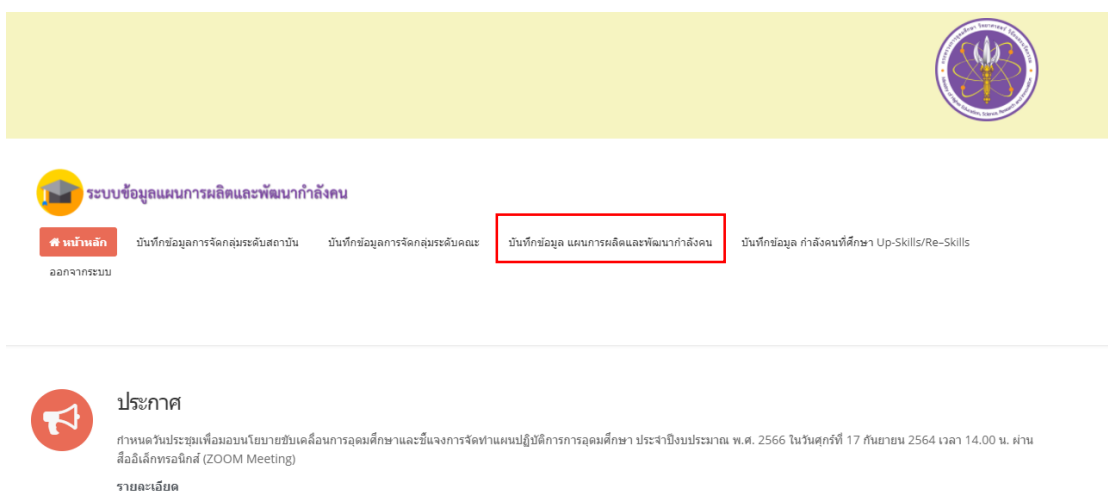 ระบบข้อมูลแผนการผลิตและพัฒนากำลังคน
หน้าหลัก บันทึกข้อมูลการจัดกลุ่มระดับสถาบัน บันทึกข้อมูลการจัดกลุ่มระดับคณะ บันทึกข้อมูล แผนการผลิตและพัฒนากำลังคน บันทึกข้อมูล กำลังคนที่ศึกษา Up-Skills/Re–Skills
ออกจากระบบ
ประกาศ
กำหนดวันประชุมเพื่อมอบนโยบายขับเคลื่อนการอุดมศึกษาและชี้แจงการจัดทำแผนปฏิบัติการการอุดมศึกษา ประจำปีงบประมาณ พ.ศ. 2566 ในวันศุกร์ที่ 17 กันยายน 2564 เวลา 14.00 น. ผ่าน
สื่ออิเล็กทรอนิกส์ (ZOOM Meeting)
รายละเอียด